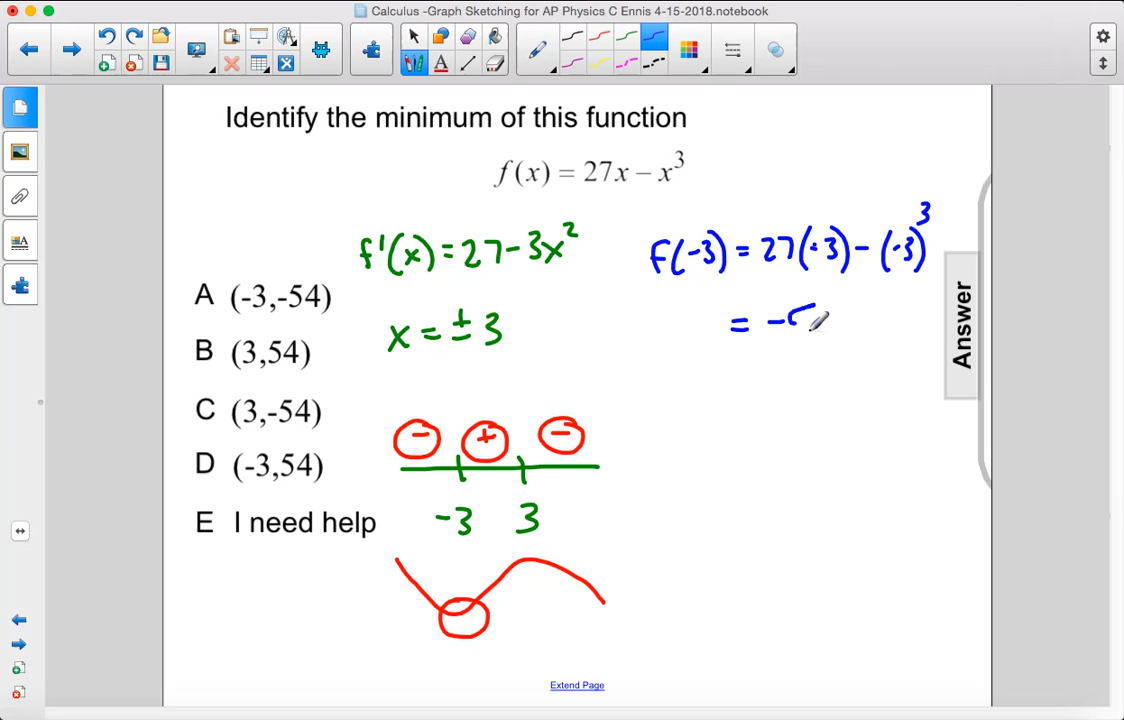 Calculus -Graph Sketching for AP Physics C Ennis 4-15-2018.notebook
Identify the minimum of this function
f(x) = 27x − x³
f'(x) = 27 - 3x²
f(-3) = 27(-3) - (-3)³
A (-3,-54)
= -5
x = ± 3
B (3,54)
Answer
C (3,-54)
− + −
D (-3,54)
-3 3
E I need help
Extend Page